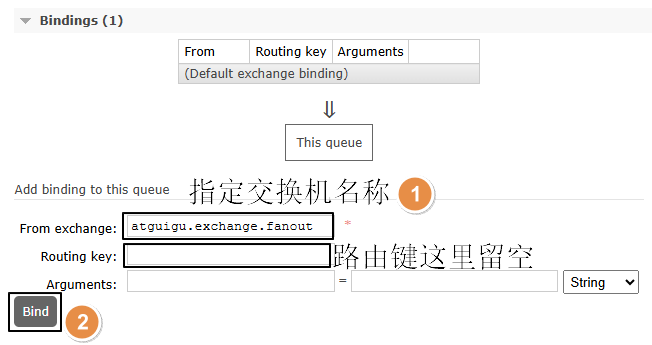 Bindings (1)
From Routing key Arguments
(Default exchange binding)
⇓
This queue
指定交换机名称 1
Add binding to this queue
From exchange: atguigu.exchange.fanout *
Routing key: 路由键这里留空
Arguments: = String
Bind 2